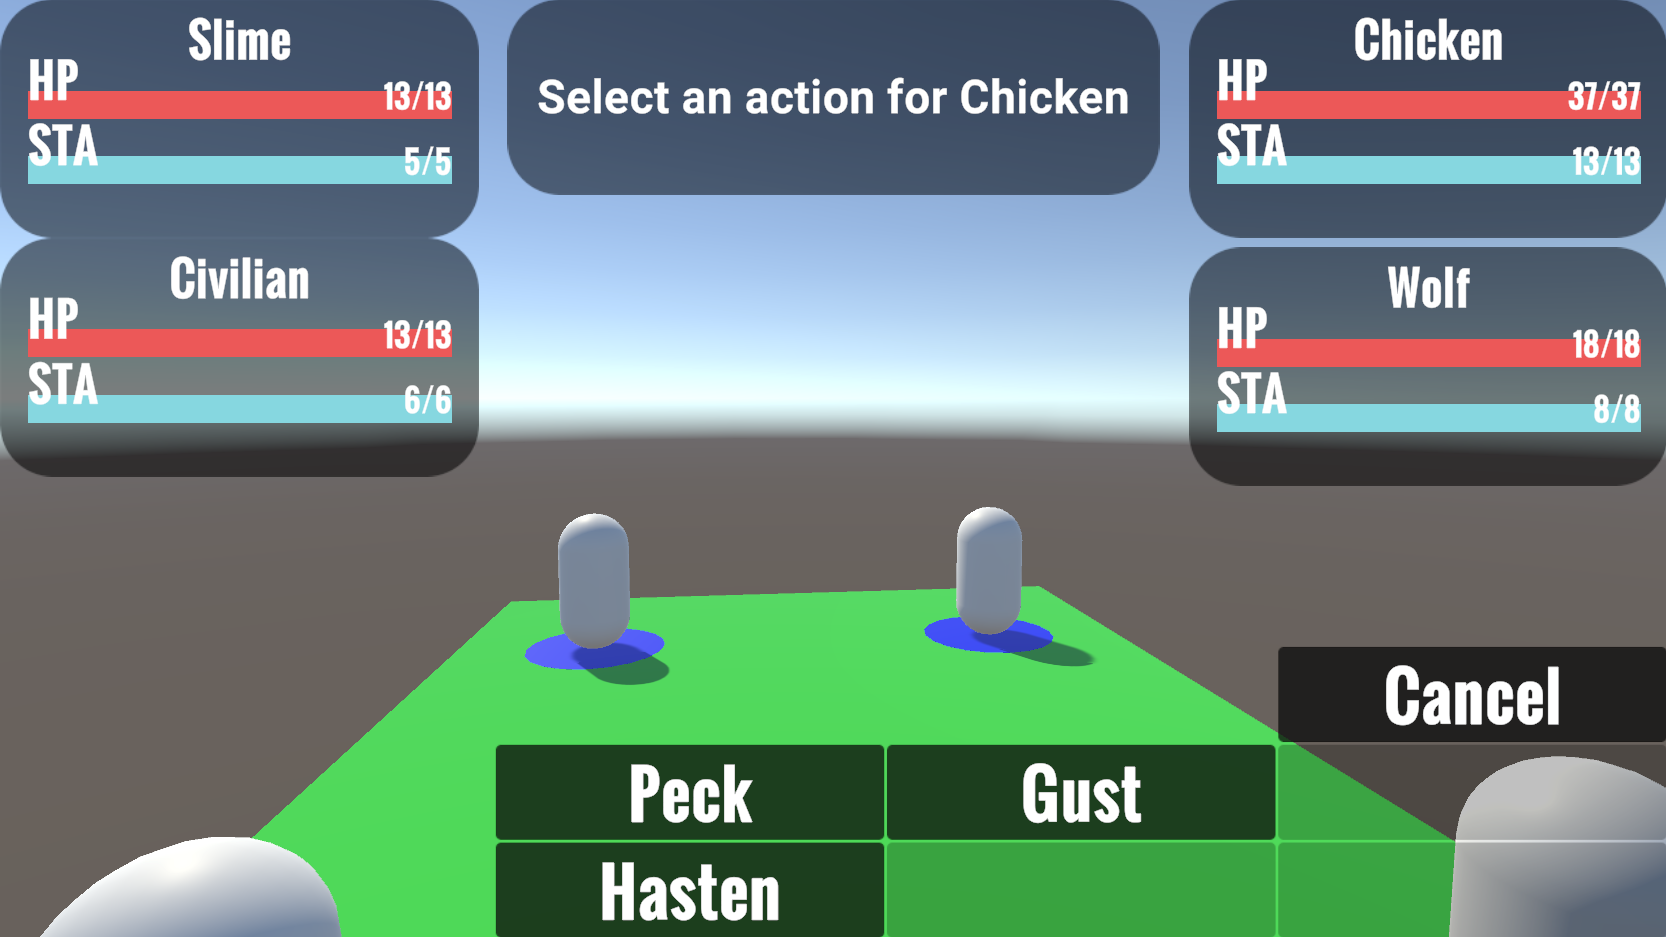 Slime
HP 13/13
STA 5/5
Civilian
HP 13/13
STA 6/6
Select an action for Chicken
Chicken
HP 37/37
STA 13/13
Wolf
HP 18/18
STA 8/8
Cancel
Peck Gust
Hasten